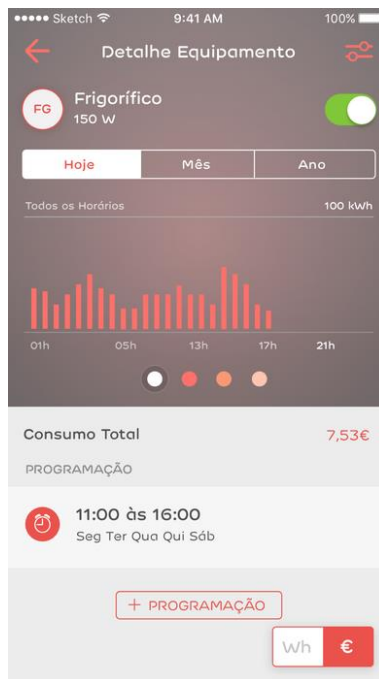 Sketch 9:41 AM 100%
Detalhe Equipamento
FG
Frigorífico
150 W
Hoje Mês Ano
Todos os Horários 100 kWh
01h 05h 13h 17h 21h
Consumo Total 7,53€
PROGRAMAÇÃO
11:00 às 16:00
Seg Ter Qua Qui Sáb
+ PROGRAMAÇÃO
Wh €